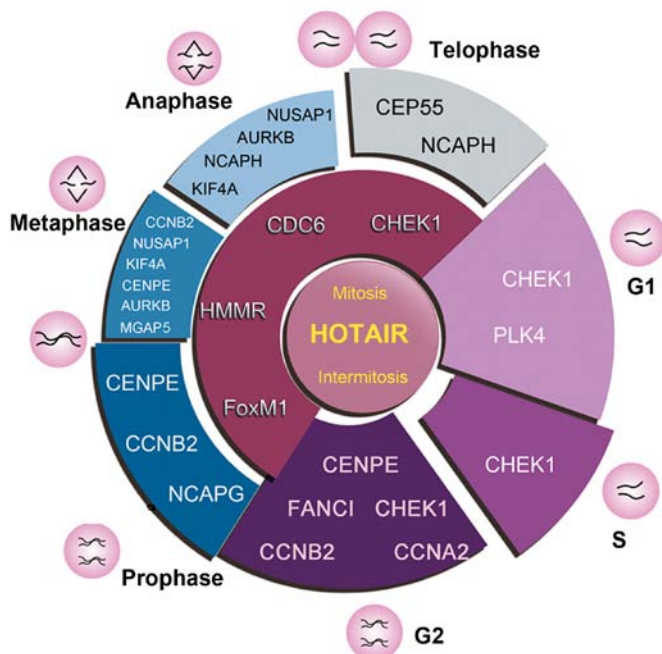 Telophase
CEP55
NCAPH
Anaphase
NUSAP1
AURKB
NCAPH
KIF4A
Metaphase
CCNB2
NUSAP1
KIF4A
CENPE
AURKB
MGAP5
CDC6
CHEK1
HMMR
FoxM1
Mitosis
HOTAIR
Intermitosis
G1
CHEK1
PLK4
S
CHEK1
CENPE
CCNB2
NCAPG
Prophase
CENPE
FANCI CHEK1
CCNB2 CCNA2
G2